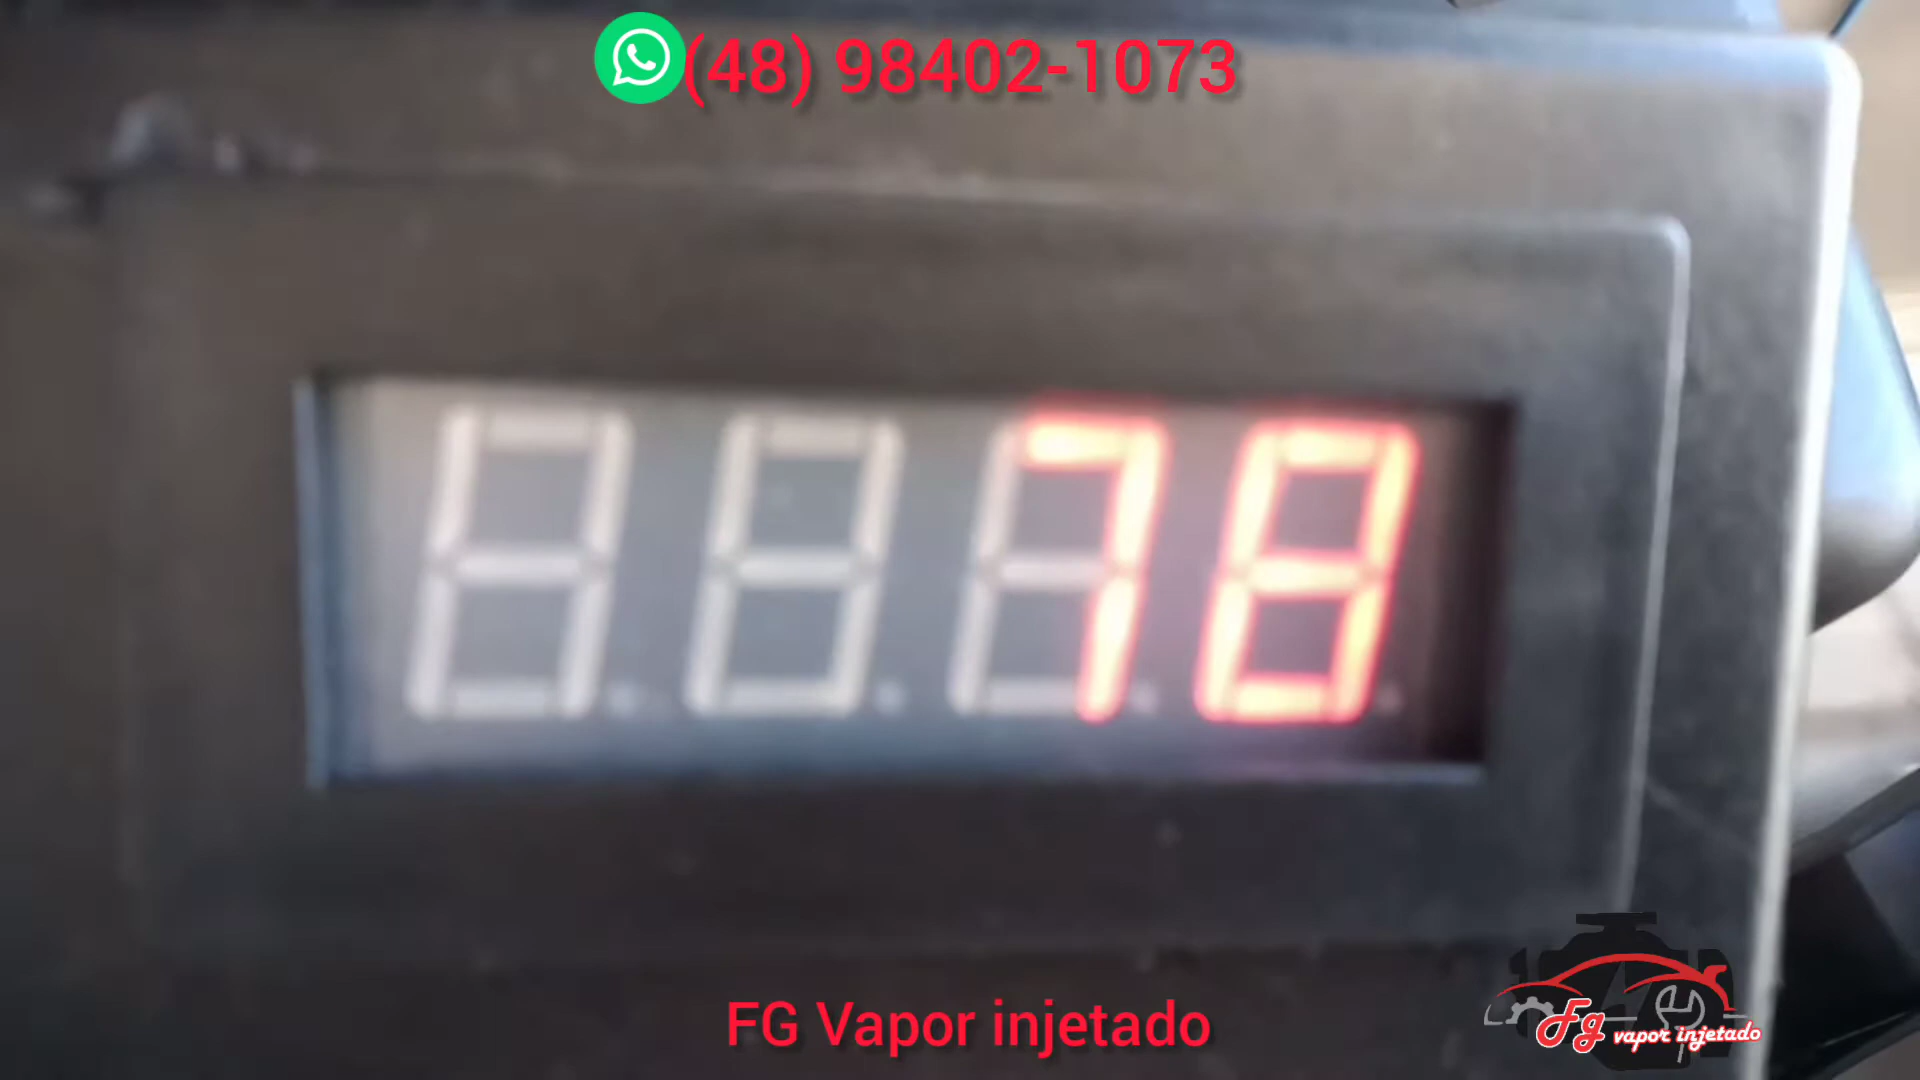 (48) 98402-1073
78
FG Vapor injetado
Fg vapor injetado